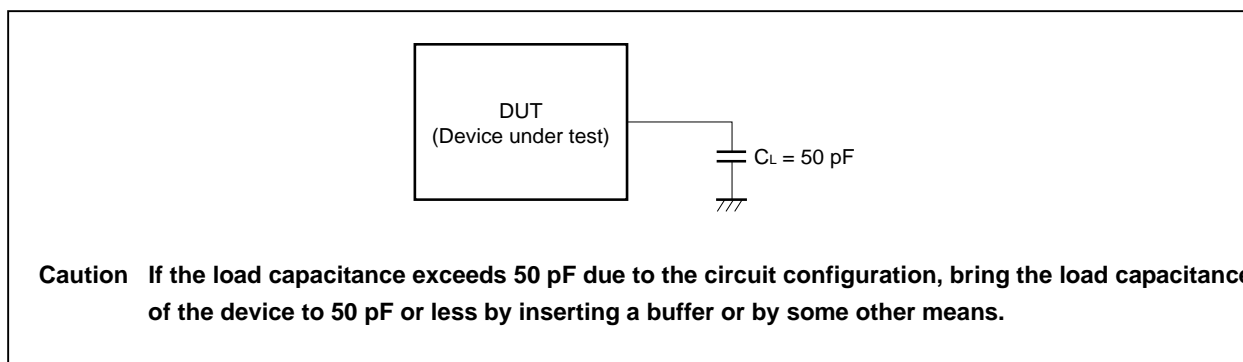 DUT
(Device under test)
CL = 50 pF
Caution If the load capacitance exceeds 50 pF due to the circuit configuration, bring the load capacitance
of the device to 50 pF or less by inserting a buffer or by some other means.